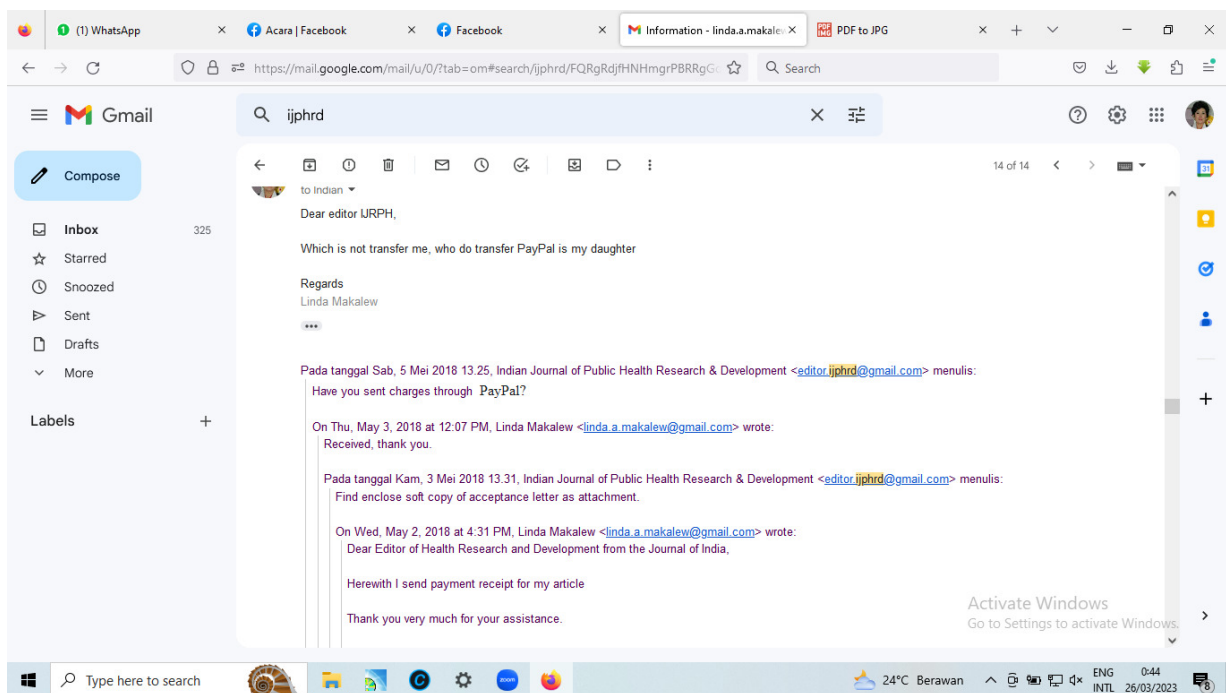 (1) WhatsApp
Acara | Facebook
Facebook
Information - linda.a.makalew
PDF to JPG
https://mail.google.com/mail/u/0/?tab=om#search/ijphrd/FQRgRdjfHNHmgrPBRRgGc
Search
Gmail
ijphrd
Compose
14 of 14
Inbox 325
Starred
Snoozed
Sent
Drafts
More
Labels
to Indian
Dear editor IJRPH,
Which is not transfer me, who do transfer PayPal is my daughter
Regards
Linda Makalew
Pada tanggal Sab, 5 Mei 2018 13.25, Indian Journal of Public Health Research & Development <editor.ijphrd@gmail.com> menulis:
Have you sent charges through PayPal?
On Thu, May 3, 2018 at 12:07 PM, Linda Makalew <linda.a.makalew@gmail.com> wrote:
Received, thank you.
Pada tanggal Kam, 3 Mei 2018 13.31, Indian Journal of Public Health Research & Development <editor.ijphrd@gmail.com> menulis:
Find enclose soft copy of acceptance letter as attachment.
On Wed, May 2, 2018 at 4:31 PM, Linda Makalew <linda.a.makalew@gmail.com> wrote:
Dear Editor of Health Research and Development from the Journal of India,
Herewith I send payment receipt for my article
Thank you very much for your assistance.
Activate Windows
Go to Settings to activate Windows.
Type here to search
zoom
24°C Berawan
ENG
INTL
0:44
26/03/2023
8
31